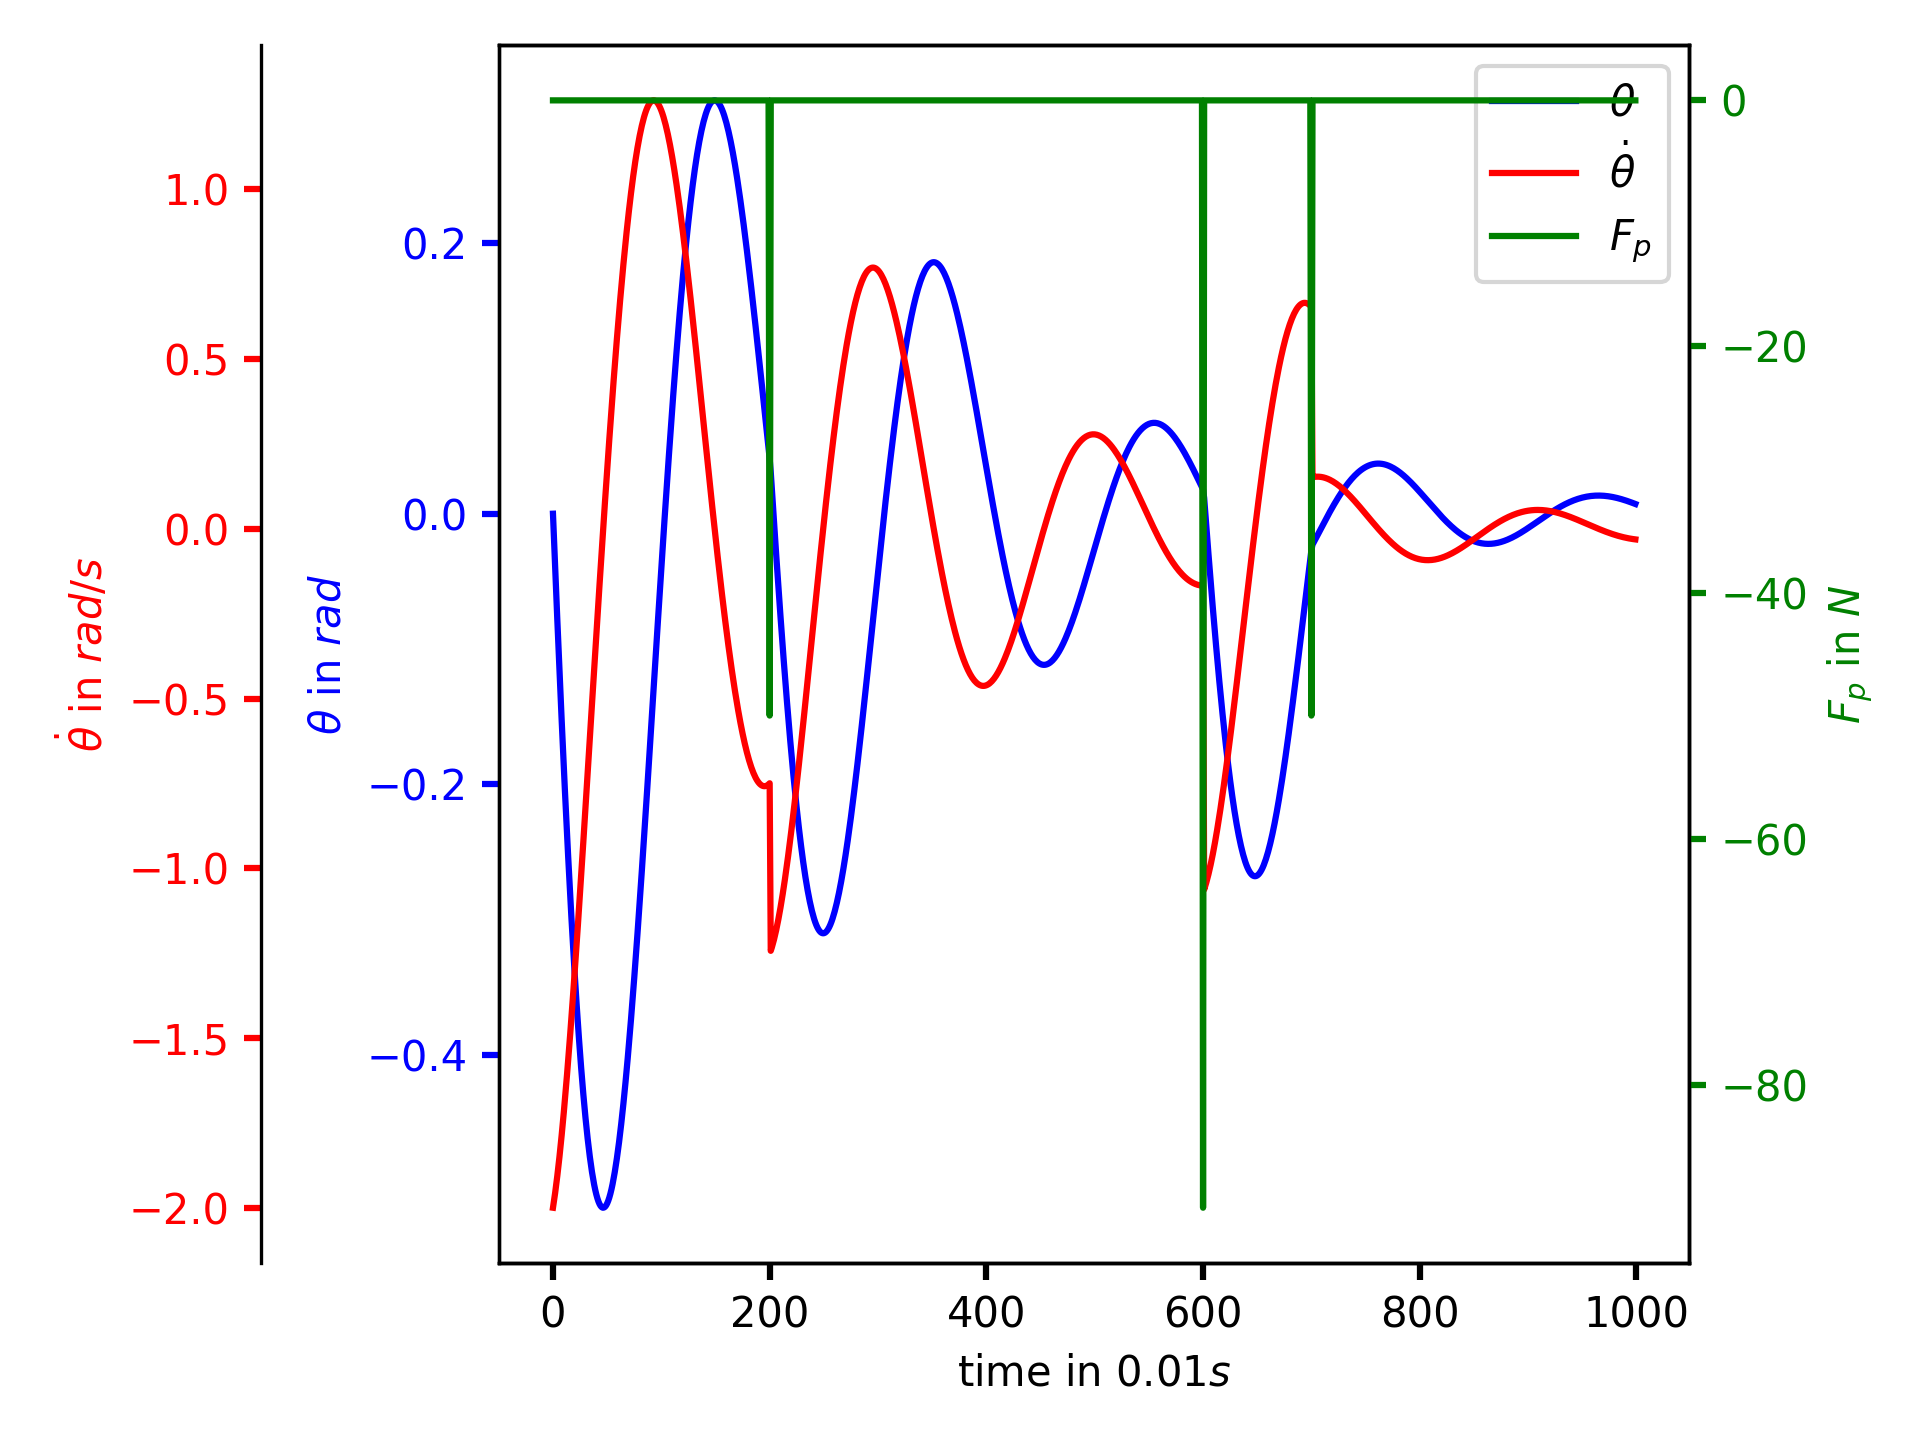 θ
θ̇
F_p
1.0
0.5
0.0
−0.5
−1.0
−1.5
−2.0
θ̇ in rad/s
0.2
0.0
−0.2
−0.4
θ in rad
0
−20
−40
−60
−80
F_p in N
0 200 400 600 800 1000
time in 0.01s